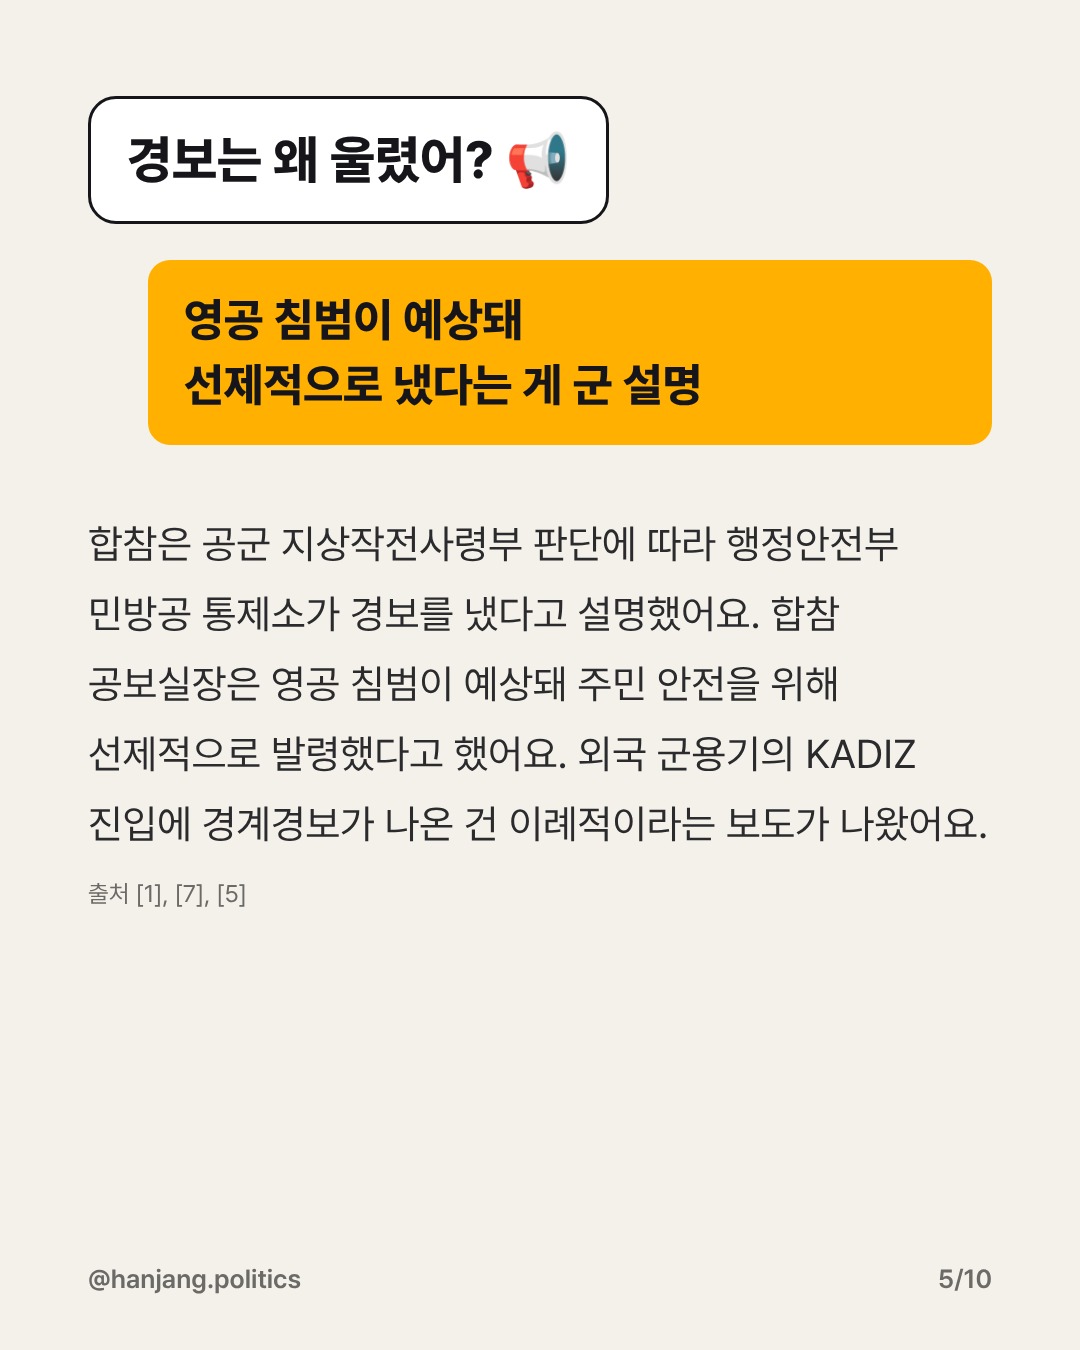 경보는 왜 울렸어? 📢
영공 침범이 예상돼
선제적으로 냈다는 게 군 설명
합참은 공군 지상작전사령부 판단에 따라 행정안전부
민방공 통제소가 경보를 냈다고 설명했어요. 합참
공보실장은 영공 침범이 예상돼 주민 안전을 위해
선제적으로 발령했다고 했어요. 외국 군용기의 KADIZ
진입에 경계경보가 나온 건 이례적이라는 보도가 나왔어요.
출처 [1], [7], [5]
@hanjang.politics
5/10